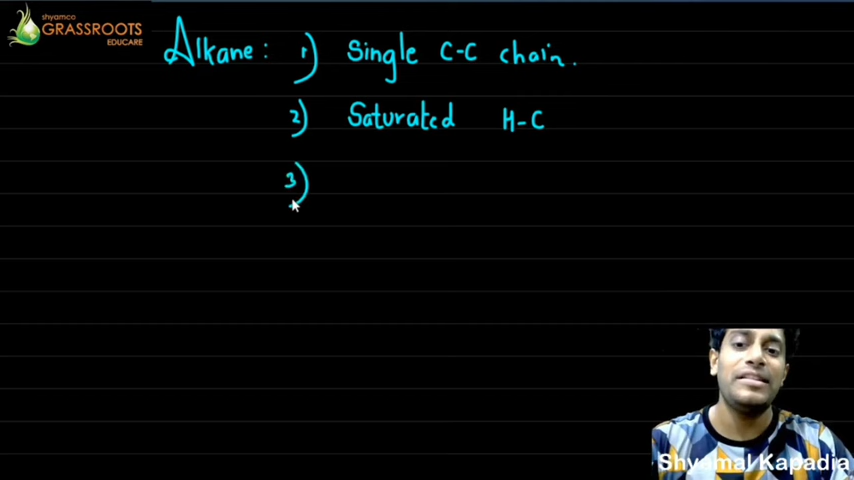 shyamco
GRASSROOTS
EDUCARE
Alkane: 1) Single C-C chain.
2) Saturated H-C
3)
Shyamal Kapadia